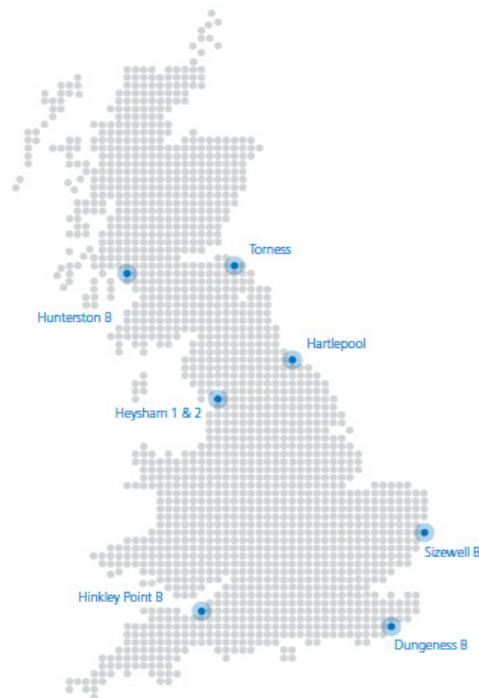 Torness
Hunterston B
Hartlepool
Heysham 1 & 2
Sizewell B
Hinkley Point B
Dungeness B